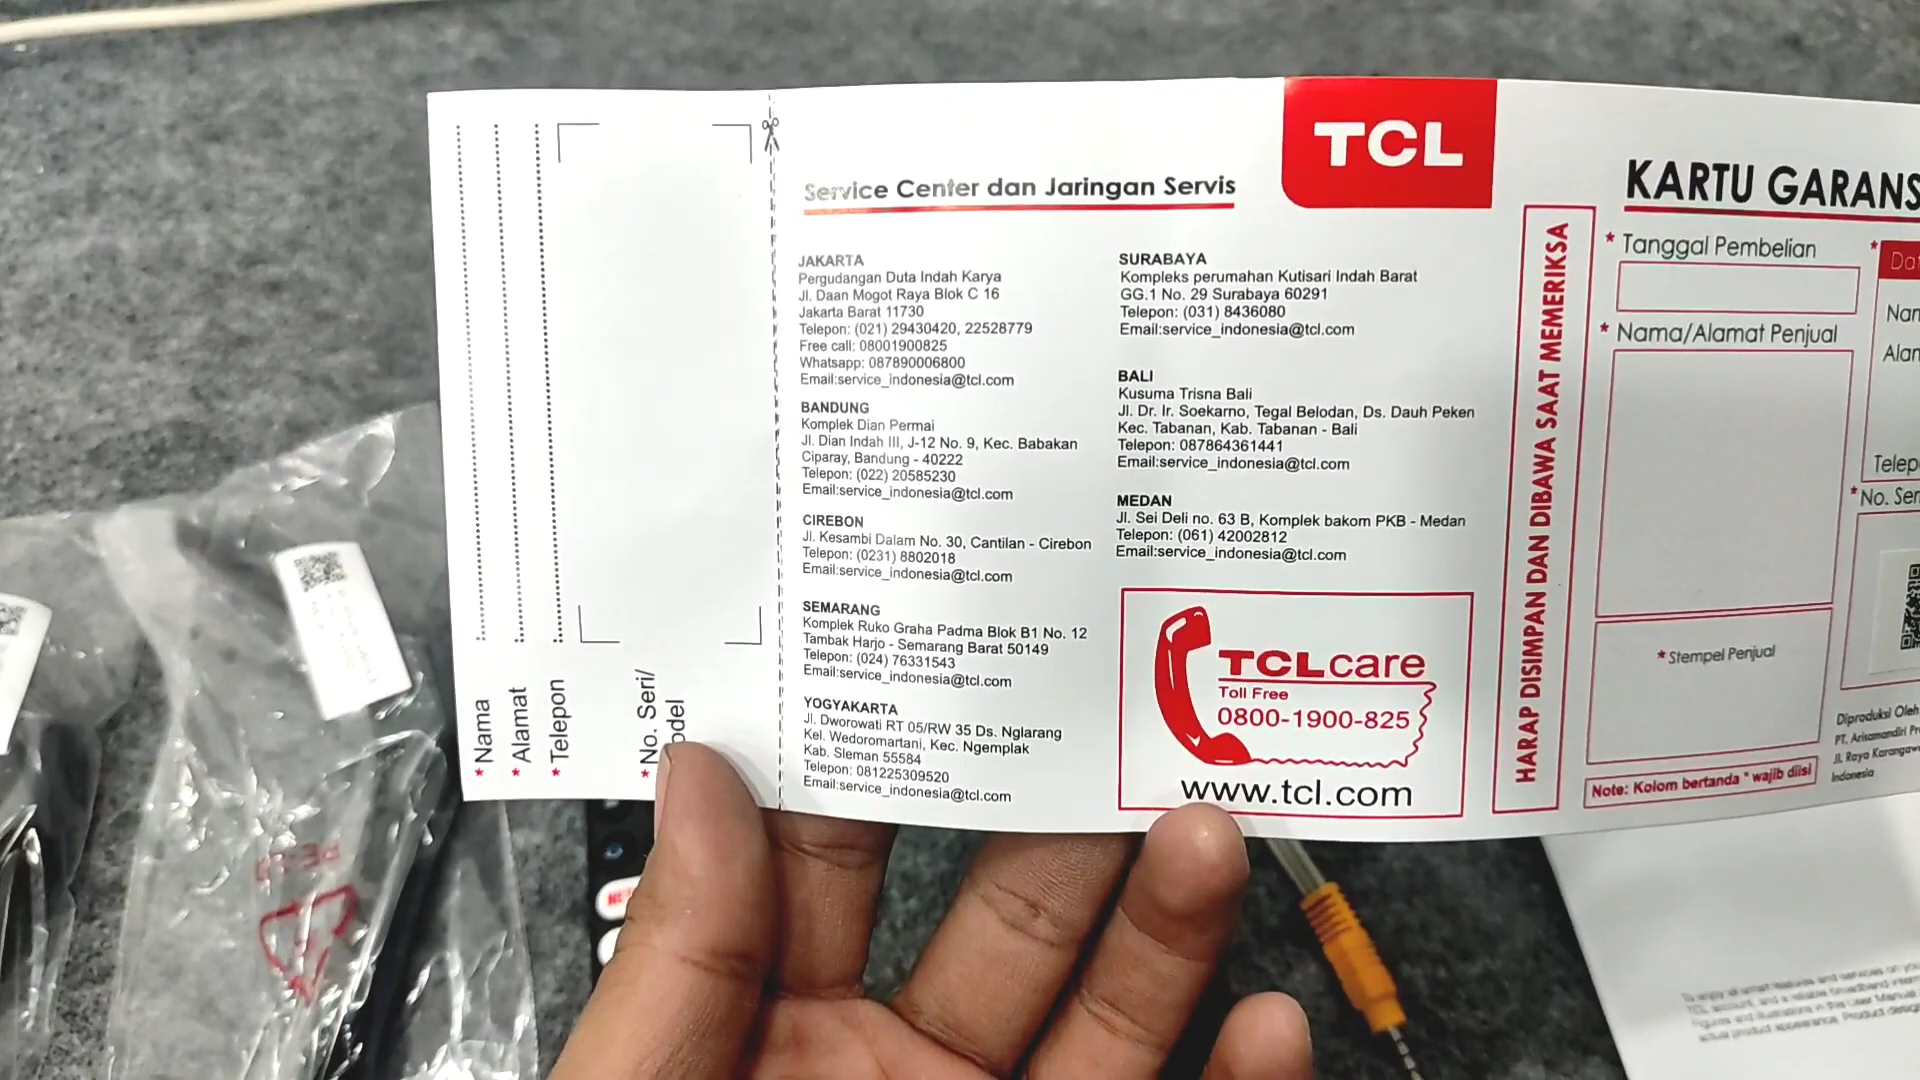 * Nama
* Alamat
* Telepon
* No. Seri/
TCL
Service Center dan Jaringan Servis
JAKARTA
Pergudangan Duta Indah Karya
Jl. Daan Mogot Raya Blok C 16
Jakarta Barat 11730
Telepon: (021) 29430420, 22528779
Free call: 08001900825
Whatsapp: 087890006800
Email:service_indonesia@tcl.com
BANDUNG
Komplek Dian Permai
Jl. Dian Indah III, J-12 No. 9, Kec. Babakan
Ciparay, Bandung - 40222
Telepon: (022) 20585230
Email:service_indonesia@tcl.com
CIREBON
Jl. Kesambi Dalam No. 30, Cantilan - Cirebon
Telepon: (0231) 8802018
Email:service_indonesia@tcl.com
SEMARANG
Komplek Ruko Graha Padma Blok B1 No. 12
Tambak Harjo - Semarang Barat 50149
Telepon: (024) 76331543
Email:service_indonesia@tcl.com
YOGYAKARTA
Jl. Dworowati RT 05/RW 35 Ds. Nglarang
Kel. Wedoromartani, Kec. Ngemplak
Kab. Sleman 55584
Telepon: 081225309520
Email:service_indonesia@tcl.com
SURABAYA
Kompleks perumahan Kutisari Indah Barat
GG.1 No. 29 Surabaya 60291
Telepon: (031) 8436080
Email:service_indonesia@tcl.com
BALI
Kusuma Trisna Bali
Jl. Dr. Ir. Soekarno, Tegal Belodan, Ds. Dauh Peken
Kec. Tabanan, Kab. Tabanan - Bali
Telepon: 087864361441
Email:service_indonesia@tcl.com
MEDAN
Jl. Sei Deli no. 63 B, Komplek bakom PKB - Medan
Telepon: (061) 42002812
Email:service_indonesia@tcl.com
TCLcare
Toll Free
0800-1900-825
www.tcl.com
HARAP DISIMPAN DAN DIBAWA SAAT MEMERIKSA
KARTU GARANS
* Tanggal Pembelian
* Nama/Alamat Penjual
* Stempel Penjual
Note: Kolom bertanda * wajib diisi
* Dat
Nam
Alam
Telep
* No. Ser
Diproduksi Oleh
PT. Arisamandiri Pr
Jl. Raya Karangaw
Indonesia